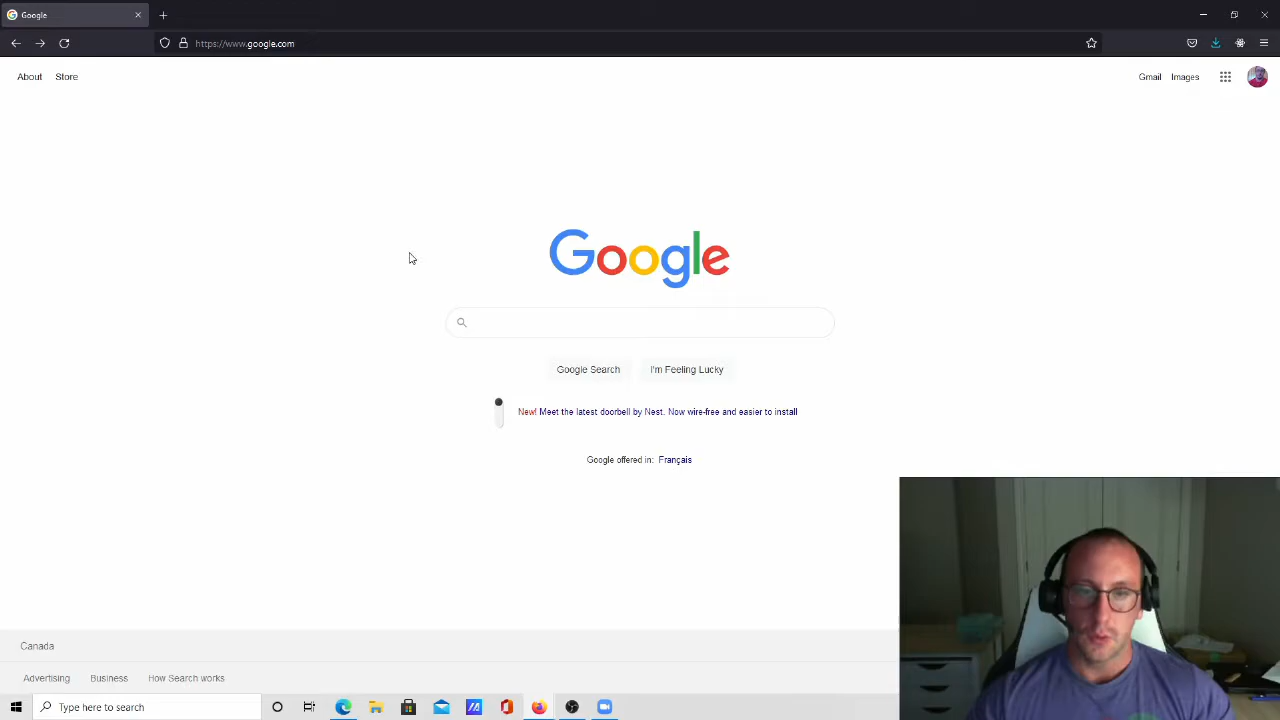 Google
https://www.google.com
About Store
Gmail Images
Google
Google Search I'm Feeling Lucky
New! Meet the latest doorbell by Nest. Now wire-free and easier to install
Google offered in: Français
Canada
Advertising Business How Search works
Type here to search